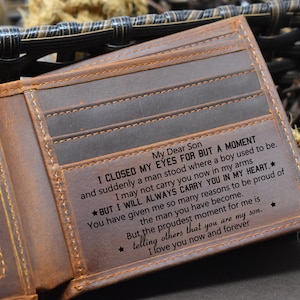 My Dear Son
I CLOSED MY EYES FOR BUT A MOMENT
and suddenly a man stood where a boy used to be.
I may not carry you now in my arms
★ BUT I WILL ALWAYS CARRY YOU IN MY HEART ★
You have given me so many reasons to be proud of
the man you have become.
But the proudest moment for me is
★ telling others that you are my son. ★
I love you now and forever